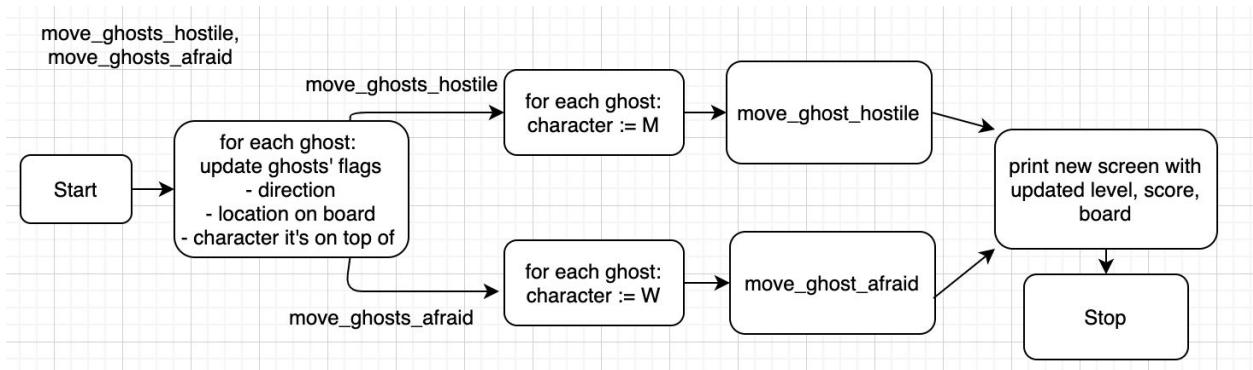 move_ghosts_hostile,
move_ghosts_afraid
Start
for each ghost:
update ghosts' flags
- direction
- location on board
- character it's on top of
move_ghosts_hostile
for each ghost:
character := M
move_ghost_hostile
move_ghosts_afraid
for each ghost:
character := W
move_ghost_afraid
print new screen with
updated level, score,
board
Stop